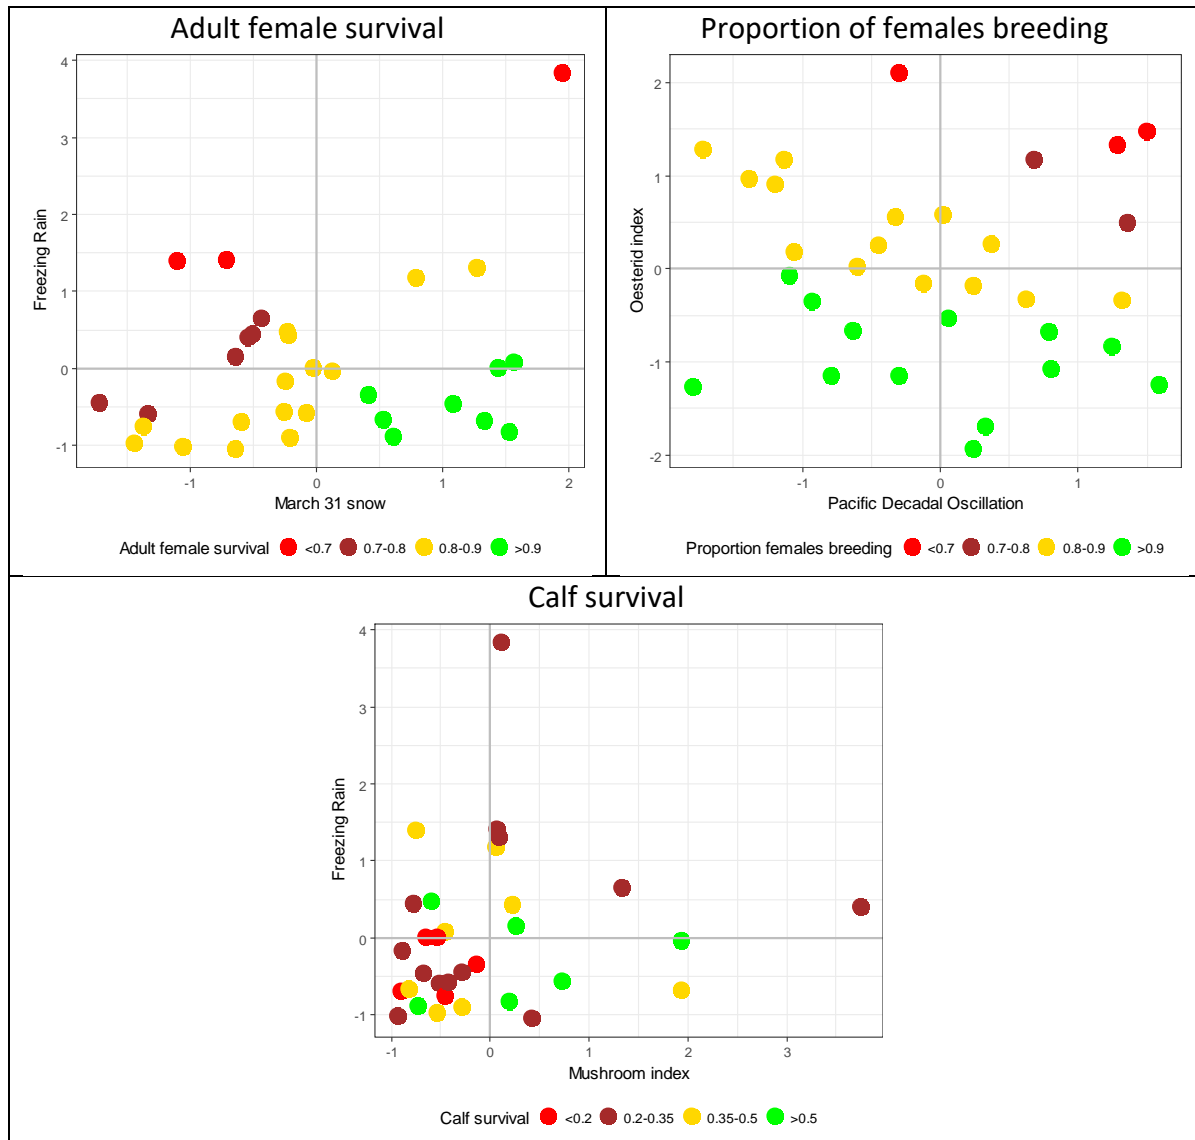 Adult female survival
4
3
2
1
0
-1
Freezing Rain
-1
0
1
2
March 31 snow
Adult female survival <0.7 0.7-0.8 0.8-0.9 >0.9
Proportion of females breeding
2
1
0
-1
-2
Oesterid index
-1
0
1
Pacific Decadal Oscillation
Proportion females breeding <0.7 0.7-0.8 0.8-0.9 >0.9
Calf survival
4
3
2
1
0
-1
Freezing Rain
-1
0
1
2
3
Mushroom index
Calf survival <0.2 0.2-0.35 0.35-0.5 >0.5